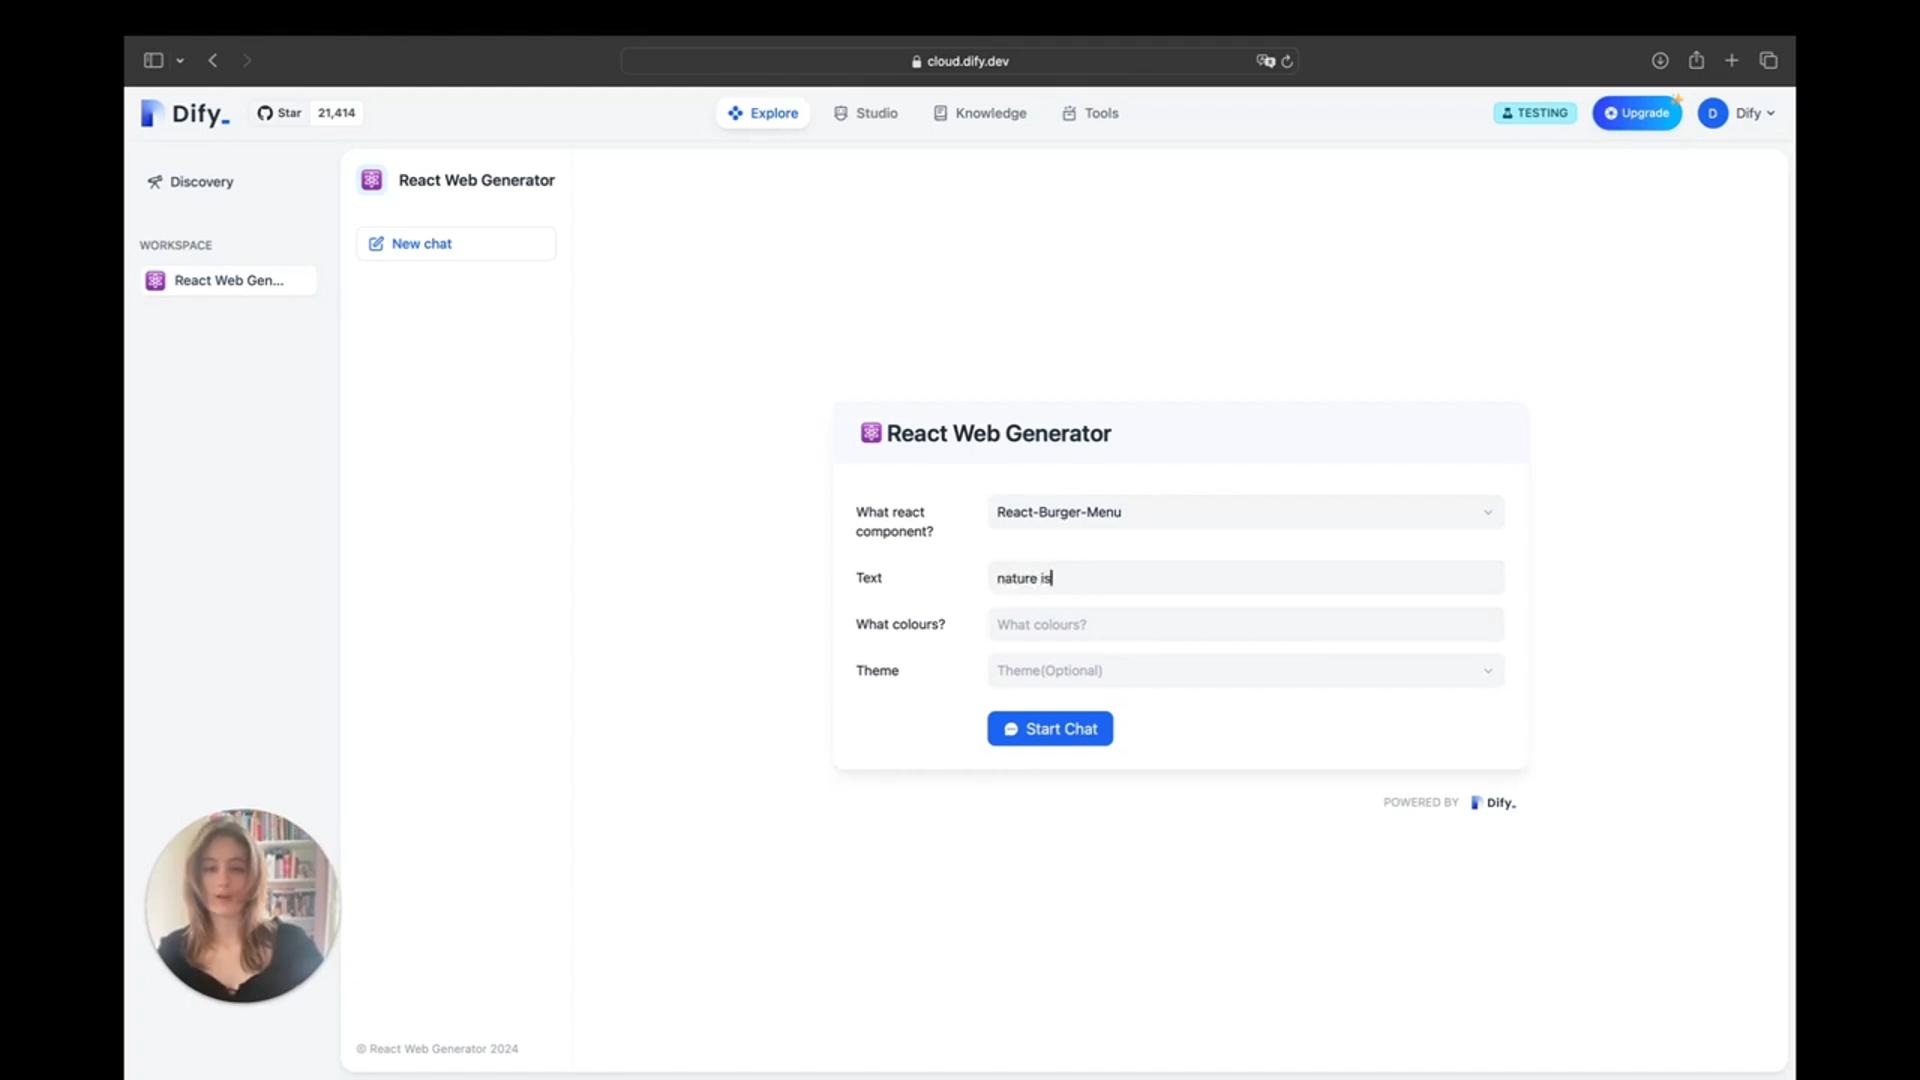 cloud.dify.dev
Dify_
Star 21,414
Explore
Studio
Knowledge
Tools
TESTING
Upgrade
D
Dify
Discovery
WORKSPACE
React Web Gen...
React Web Generator
New chat
React Web Generator
What react
component?
React-Burger-Menu
Text
nature is
What colours?
What colours?
Theme
Theme(Optional)
Start Chat
POWERED BY Dify_
© React Web Generator 2024